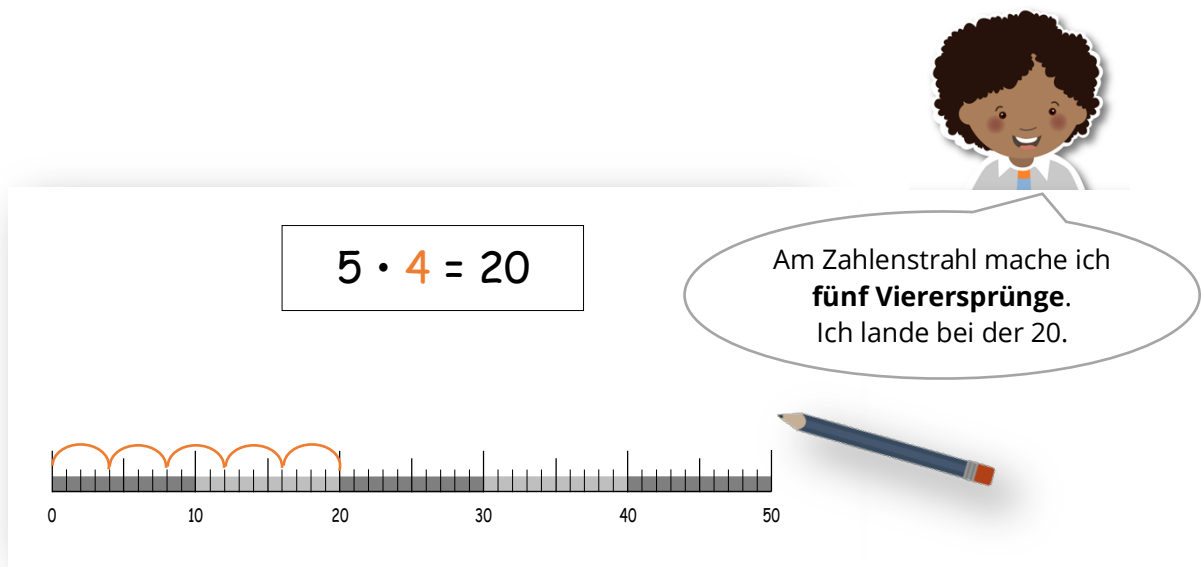 5 · 4 = 20
Am Zahlenstrahl mache ich
fünf Vierersprünge.
Ich lande bei der 20.
0 10 20 30 40 50